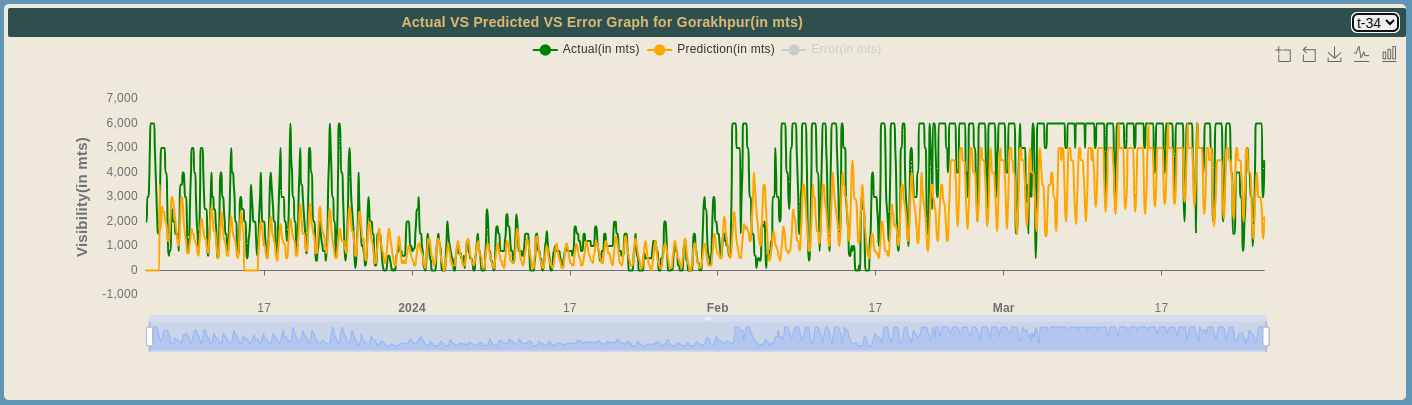 Actual VS Predicted VS Error Graph for Gorakhpur(in mts)
t-34
Actual(in mts) Prediction(in mts) Error(in mts)
Visibility(in mts)
7,000
6,000
5,000
4,000
3,000
2,000
1,000
0
-1,000
17 2024 17 Feb 17 Mar 17